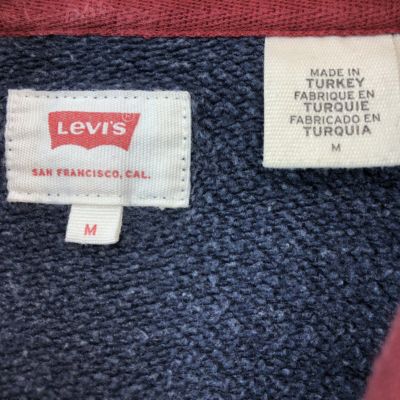 LEVI'S ®
SAN FRANCISCO, CAL.
M
MADE IN
TURKEY
FABRIQUE EN
TURQUIE
FABRICADO EN
TURQUIA
M